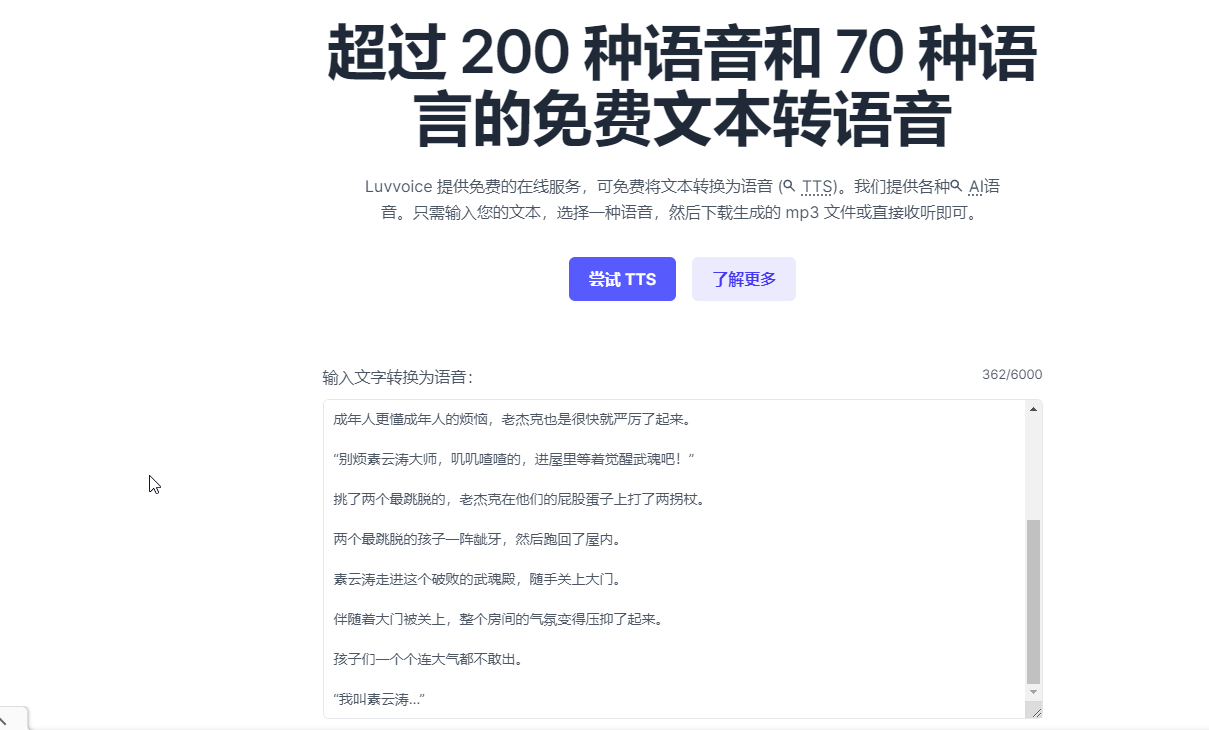 超过 200 种语音和 70 种语
言的免费文本转语音
Luvvoice 提供免费的在线服务，可免费将文本转换为语音 (TTS)。我们提供各种 AI语
音。只需输入您的文本，选择一种语音，然后下载生成的 mp3 文件或直接收听即可。
尝试 TTS 了解更多
输入文字转换为语音： 362/6000
成年人更懂成年人的烦恼，老杰克也是很快就严厉了起来。
“别烦素云涛大师，叽叽喳喳的，进屋里等着觉醒武魂吧！”
挑了两个最跳脱的，老杰克在他们的屁股蛋子上打了两拐杖。
两个最跳脱的孩子一阵龇牙，然后跑回了屋内。
素云涛走进这个破败的武魂殿，随手关上大门。
伴随着大门被关上，整个房间的气氛变得压抑了起来。
孩子们一个个连大气都不敢出。
“我叫素云涛...”